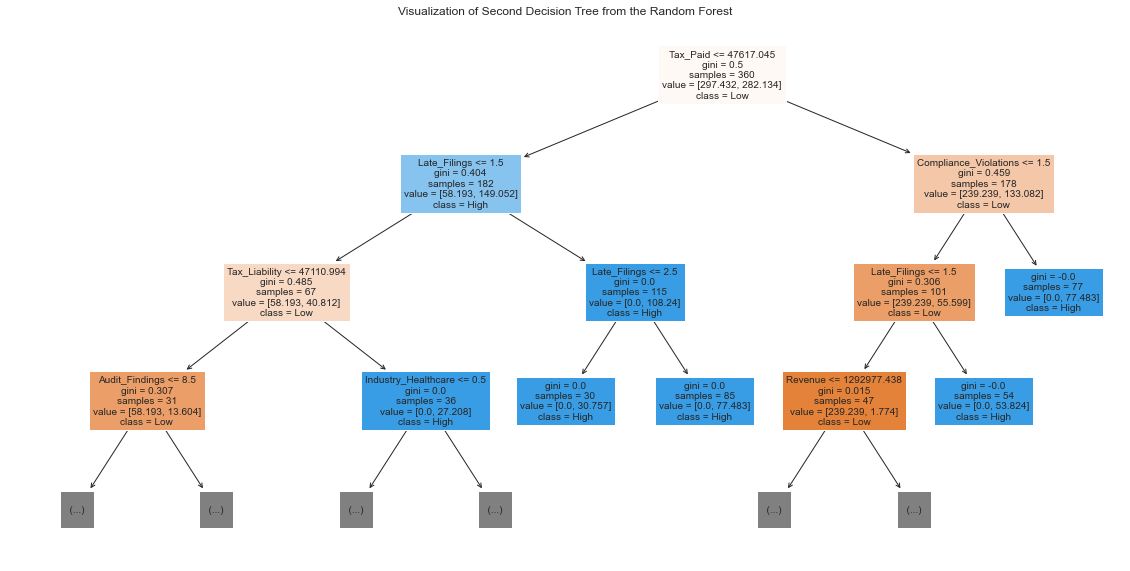 Visualization of Second Decision Tree from the Random Forest
Tax_Paid <= 47617.045
gini = 0.5
samples = 360
value = [297.432, 282.134]
class = Low
Late_Filings <= 1.5
gini = 0.404
samples = 182
value = [58.193, 149.052]
class = High
Compliance_Violations <= 1.5
gini = 0.459
samples = 178
value = [239.239, 133.082]
class = Low
Tax_Liability <= 47110.994
gini = 0.485
samples = 67
value = [58.193, 40.812]
class = Low
Late_Filings <= 2.5
gini = 0.0
samples = 115
value = [0.0, 108.24]
class = High
Late_Filings <= 1.5
gini = 0.306
samples = 101
value = [239.239, 55.599]
class = Low
gini = -0.0
samples = 77
value = [0.0, 77.483]
class = High
Audit_Findings <= 8.5
gini = 0.307
samples = 31
value = [58.193, 13.604]
class = Low
Industry_Healthcare <= 0.5
gini = 0.0
samples = 36
value = [0.0, 27.208]
class = High
gini = 0.0
samples = 30
value = [0.0, 30.757]
class = High
gini = 0.0
samples = 85
value = [0.0, 77.483]
class = High
Revenue <= 1292977.438
gini = 0.015
samples = 47
value = [239.239, 1.774]
class = Low
gini = -0.0
samples = 54
value = [0.0, 53.824]
class = High
(...)
(...)
(...)
(...)
(...)
(...)